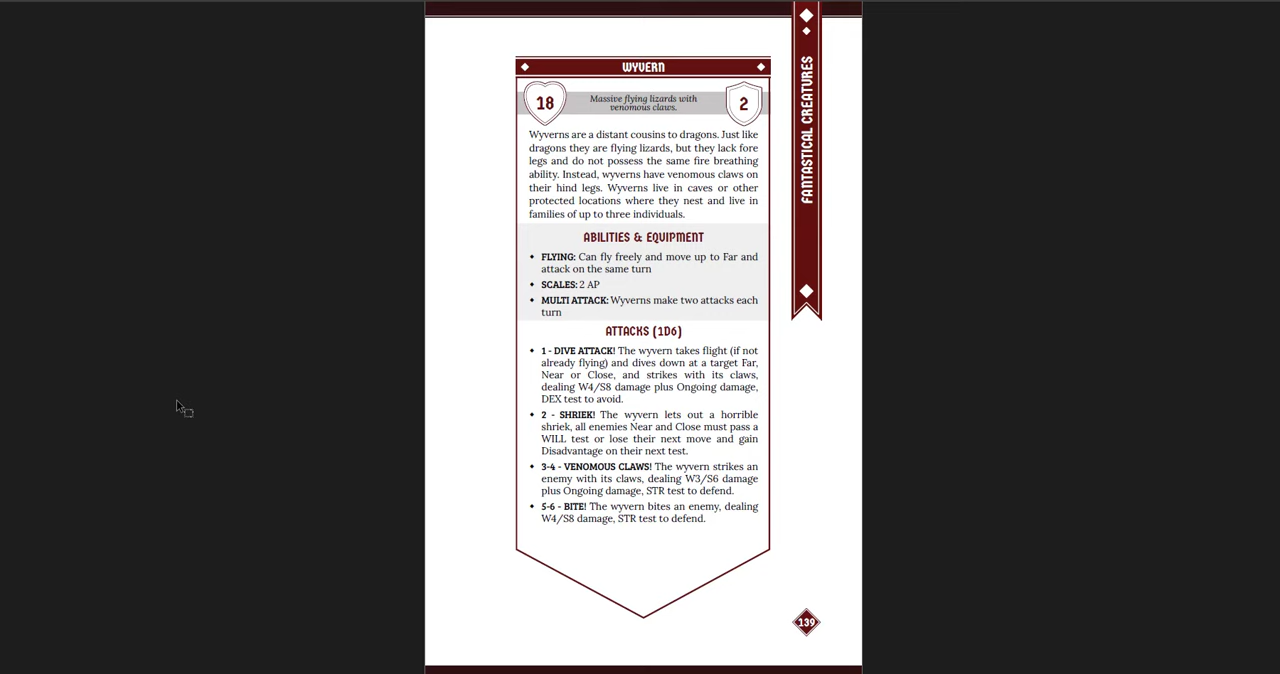 WYVERN
18
Massive flying lizards with
venomous claws.
2
Wyverns are a distant cousins to dragons. Just like
dragons they are flying lizards, but they lack fore
legs and do not possess the same fire breathing
ability. Instead, wyverns have venomous claws on
their hind legs. Wyverns live in caves or other
protected locations where they nest and live in
families of up to three individuals.
ABILITIES & EQUIPMENT
FLYING: Can fly freely and move up to Far and
attack on the same turn
SCALES: 2 AP
MULTI ATTACK: Wyverns make two attacks each
turn
ATTACKS (1D6)
1 - DIVE ATTACK! The wyvern takes flight (if not
already flying) and dives down at a target Far,
Near or Close, and strikes with its claws,
dealing W4/S8 damage plus Ongoing damage,
DEX test to avoid.
2 - SHRIEK! The wyvern lets out a horrible
shriek, all enemies Near and Close must pass a
WILL test or lose their next move and gain
Disadvantage on their next test.
3-4 - VENOMOUS CLAWS! The wyvern strikes an
enemy with its claws, dealing W3/S6 damage
plus Ongoing damage, STR test to defend.
5-6 - BITE! The wyvern bites an enemy, dealing
W4/S8 damage, STR test to defend.
FANTASTICAL CREATURES
139